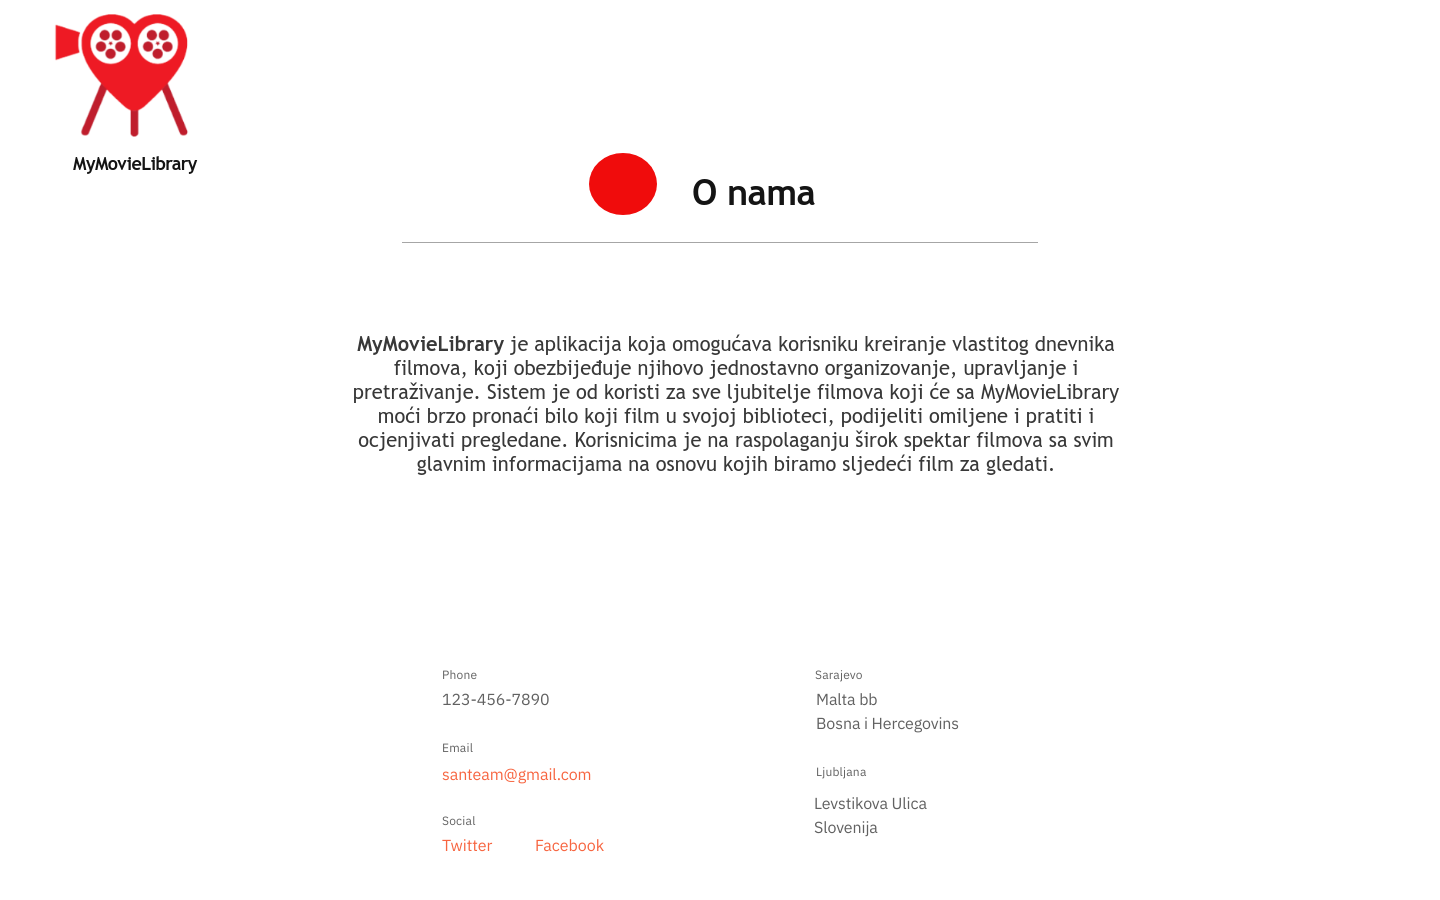 MyMovieLibrary
O nama
MyMovieLibrary je aplikacija koja omogućava korisniku kreiranje vlastitog dnevnika
filmova, koji obezbijeđuje njihovo jednostavno organizovanje, upravljanje i
pretraživanje. Sistem je od koristi za sve ljubitelje filmova koji će sa MyMovieLibrary
moći brzo pronaći bilo koji film u svojoj biblioteci, podijeliti omiljene i pratiti i
ocjenjivati pregledane. Korisnicima je na raspolaganju širok spektar filmova sa svim
glavnim informacijama na osnovu kojih biramo sljedeći film za gledati.
Phone
123-456-7890
Email
santeam@gmail.com
Social
Twitter Facebook
Sarajevo
Malta bb
Bosna i Hercegovins
Ljubljana
Levstikova Ulica
Slovenija